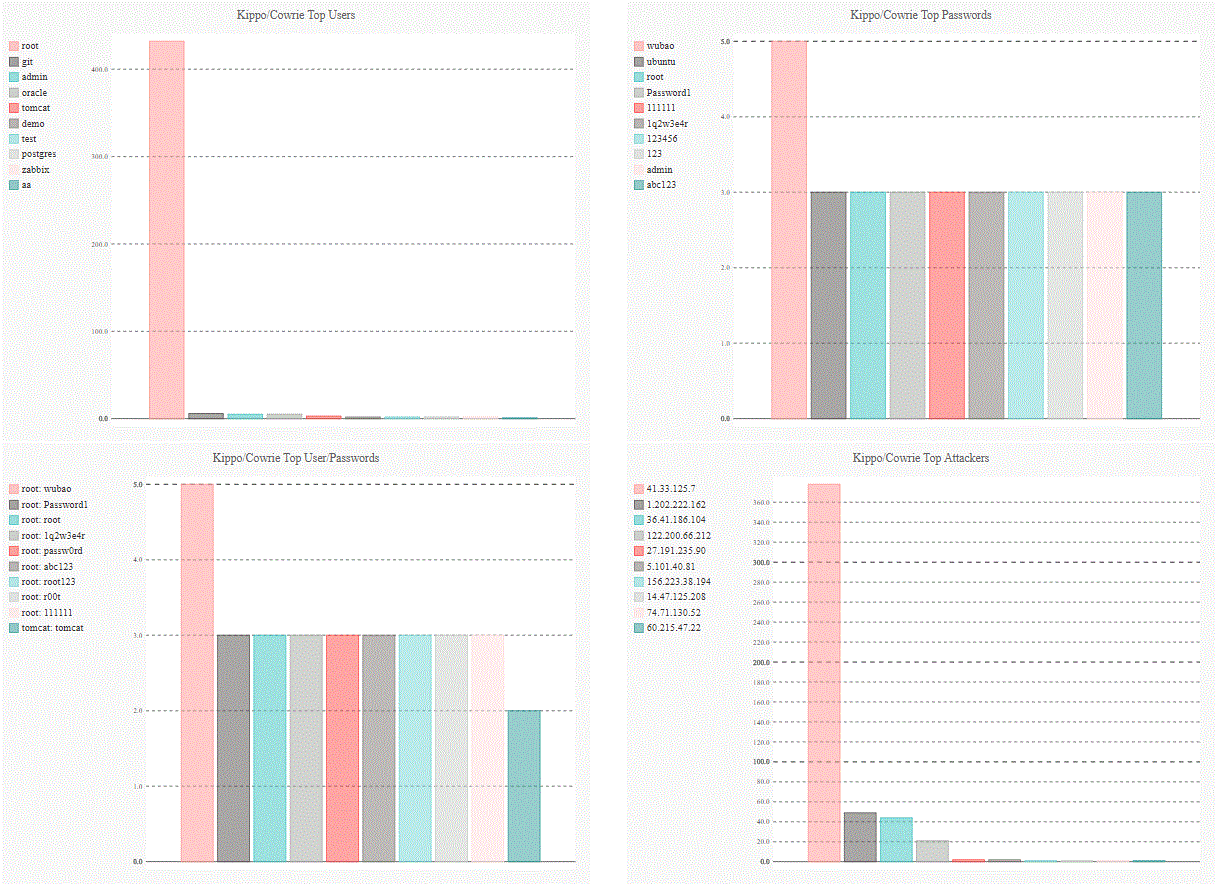 Kippo/Cowrie Top Users
root
git
admin
oracle
tomcat
demo
test
postgres
zabbix
aa
400.0
300.0
200.0
100.0
0.0
Kippo/Cowrie Top Passwords
wubao
ubuntu
root
Password1
111111
1q2w3e4r
123456
123
admin
abc123
5.0
4.0
3.0
2.0
1.0
0.0
Kippo/Cowrie Top User/Passwords
root: wubao
root: Password1
root: root
root: 1q2w3e4r
root: passw0rd
root: abc123
root: root123
root: r00t
root: 111111
tomcat: tomcat
5.0
4.0
3.0
2.0
1.0
0.0
Kippo/Cowrie Top Attackers
41.33.125.7
1.202.222.162
36.41.186.104
122.200.66.212
27.191.235.90
5.101.40.81
156.223.38.194
14.47.125.208
74.71.130.52
60.215.47.22
360.0
340.0
320.0
300.0
280.0
260.0
240.0
220.0
200.0
180.0
160.0
140.0
120.0
100.0
80.0
60.0
40.0
20.0
0.0